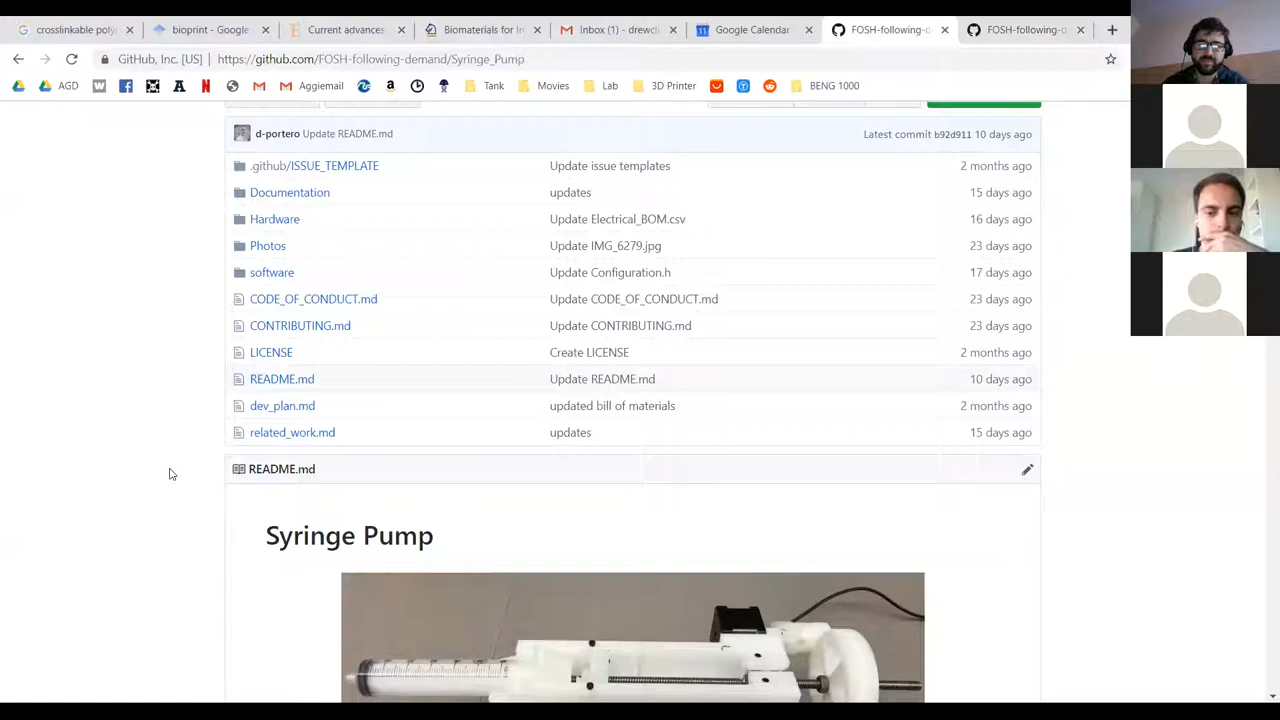 crosslinkable poly
bioprint - Google
Current advances
Biomaterials for In
Inbox (1) - drewcl
Google Calendar
FOSH-following-d
FOSH-following-d
GitHub, Inc. [US] | https://github.com/FOSH-following-demand/Syringe_Pump
AGD
Aggiemail
Tank
Movies
Lab
3D Printer
BENG 1000
d-portero Update README.md
Latest commit b92d911 10 days ago
.github/ISSUE_TEMPLATE Update issue templates 2 months ago
Documentation updates 15 days ago
Hardware Update Electrical_BOM.csv 16 days ago
Photos Update IMG_6279.jpg 23 days ago
software Update Configuration.h 17 days ago
CODE_OF_CONDUCT.md Update CODE_OF_CONDUCT.md 23 days ago
CONTRIBUTING.md Update CONTRIBUTING.md 23 days ago
LICENSE Create LICENSE 2 months ago
README.md Update README.md 10 days ago
dev_plan.md updated bill of materials 2 months ago
related_work.md updates 15 days ago
README.md
Syringe Pump